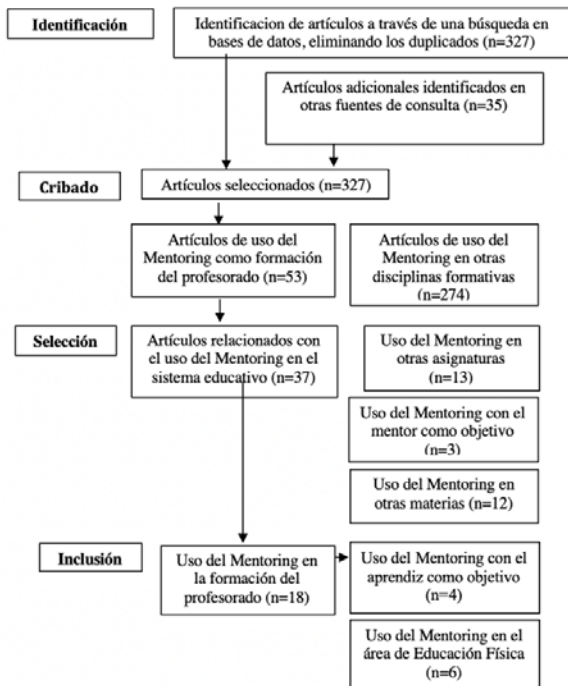 Identificación
Identificacion de artículos a través de una búsqueda en
bases de datos, eliminando los duplicados (n=327)
Artículos adicionales identificados en
otras fuentes de consulta (n=35)
Cribado
Artículos seleccionados (n=327)
Artículos de uso del
Mentoring como formación
del profesorado (n=53)
Artículos de uso del
Mentoring en otras
disciplinas formativas
(n=274)
Selección
Artículos relacionados con
el uso del Mentoring en el
sistema educativo (n=37)
Uso del Mentoring en
otras asignaturas
(n=13)
Uso del Mentoring con el
mentor como objetivo
(n=3)
Uso del Mentoring en
otras materias (n=12)
Inclusión
Uso del Mentoring en
la formación del
profesorado (n=18)
Uso del Mentoring con el
aprendiz como objetivo
(n=4)
Uso del Mentoring en el
área de Educación Física
(n=6)